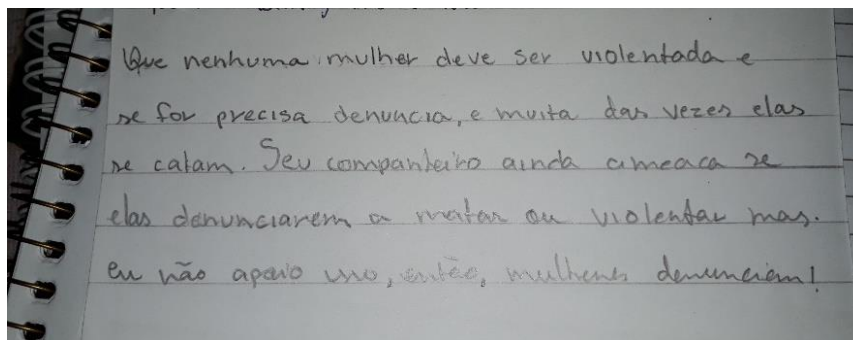 Que nenhuma mulher deve ser violentada e
se for precisa denuncia, e muita das vezes elas
se calam. Seu companheiro ainda ameaca se
elas denunciarem a matar ou violentar mas.
eu não apoio isso, então, mulheres denunciem!